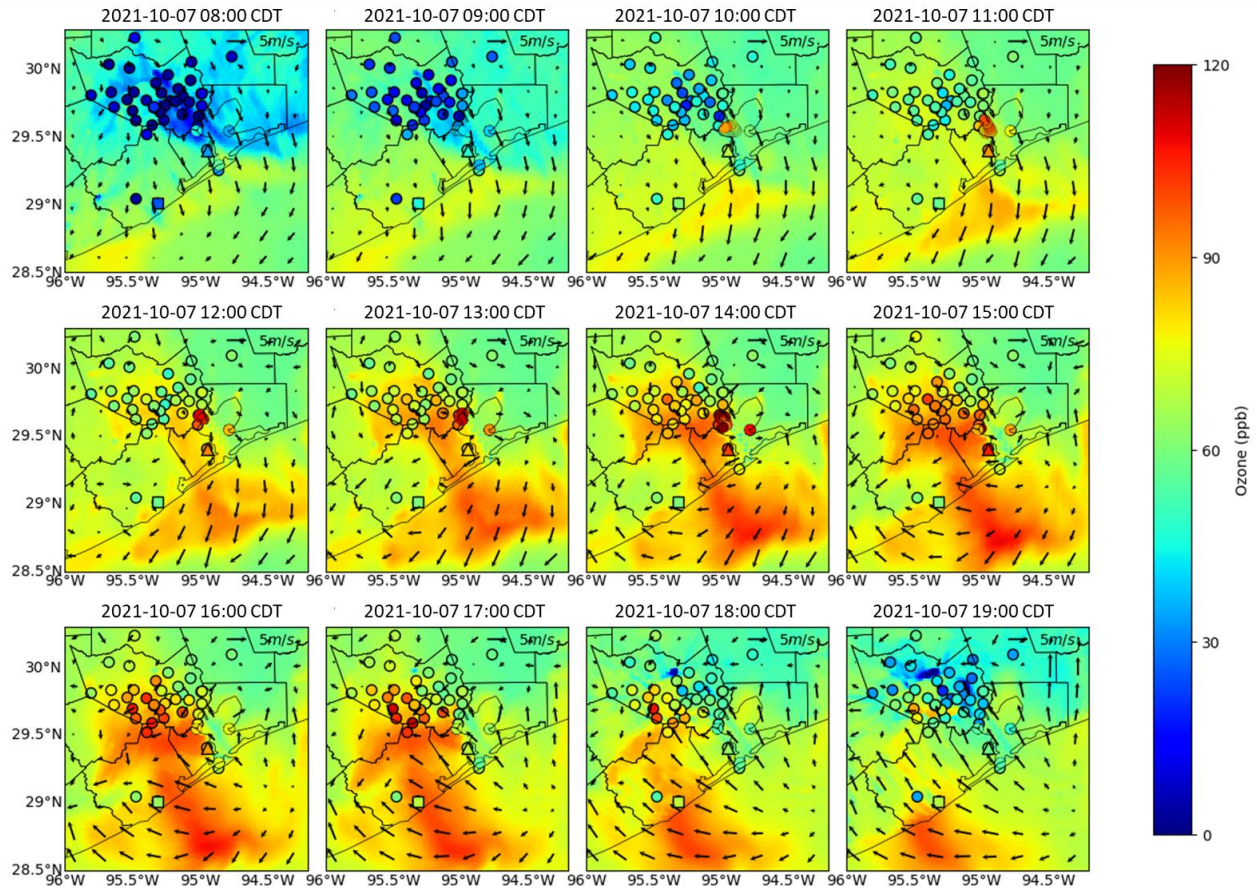 2021-10-07 08:00 CDT 2021-10-07 09:00 CDT 2021-10-07 10:00 CDT 2021-10-07 11:00 CDT
5m/s 5m/s 5m/s 5m/s
30°N
29.5°N
29°N
28.5°N
96°W 95.5°W 95°W 94.5°W 96°W 95.5°W 95°W 94.5°W 96°W 95.5°W 95°W 94.5°W 96°W 95.5°W 95°W 94.5°W
2021-10-07 12:00 CDT 2021-10-07 13:00 CDT 2021-10-07 14:00 CDT 2021-10-07 15:00 CDT
5m/s 5m/s 5m/s 5m/s
30°N
29.5°N
29°N
28.5°N
96°W 95.5°W 95°W 94.5°W 96°W 95.5°W 95°W 94.5°W 96°W 95.5°W 95°W 94.5°W 96°W 95.5°W 95°W 94.5°W
2021-10-07 16:00 CDT 2021-10-07 17:00 CDT 2021-10-07 18:00 CDT 2021-10-07 19:00 CDT
5m/s 5m/s 5m/s 5m/s
30°N
29.5°N
29°N
28.5°N
96°W 95.5°W 95°W 94.5°W 96°W 95.5°W 95°W 94.5°W 96°W 95.5°W 95°W 94.5°W 96°W 95.5°W 95°W 94.5°W
120
90
60
30
0
Ozone (ppb)